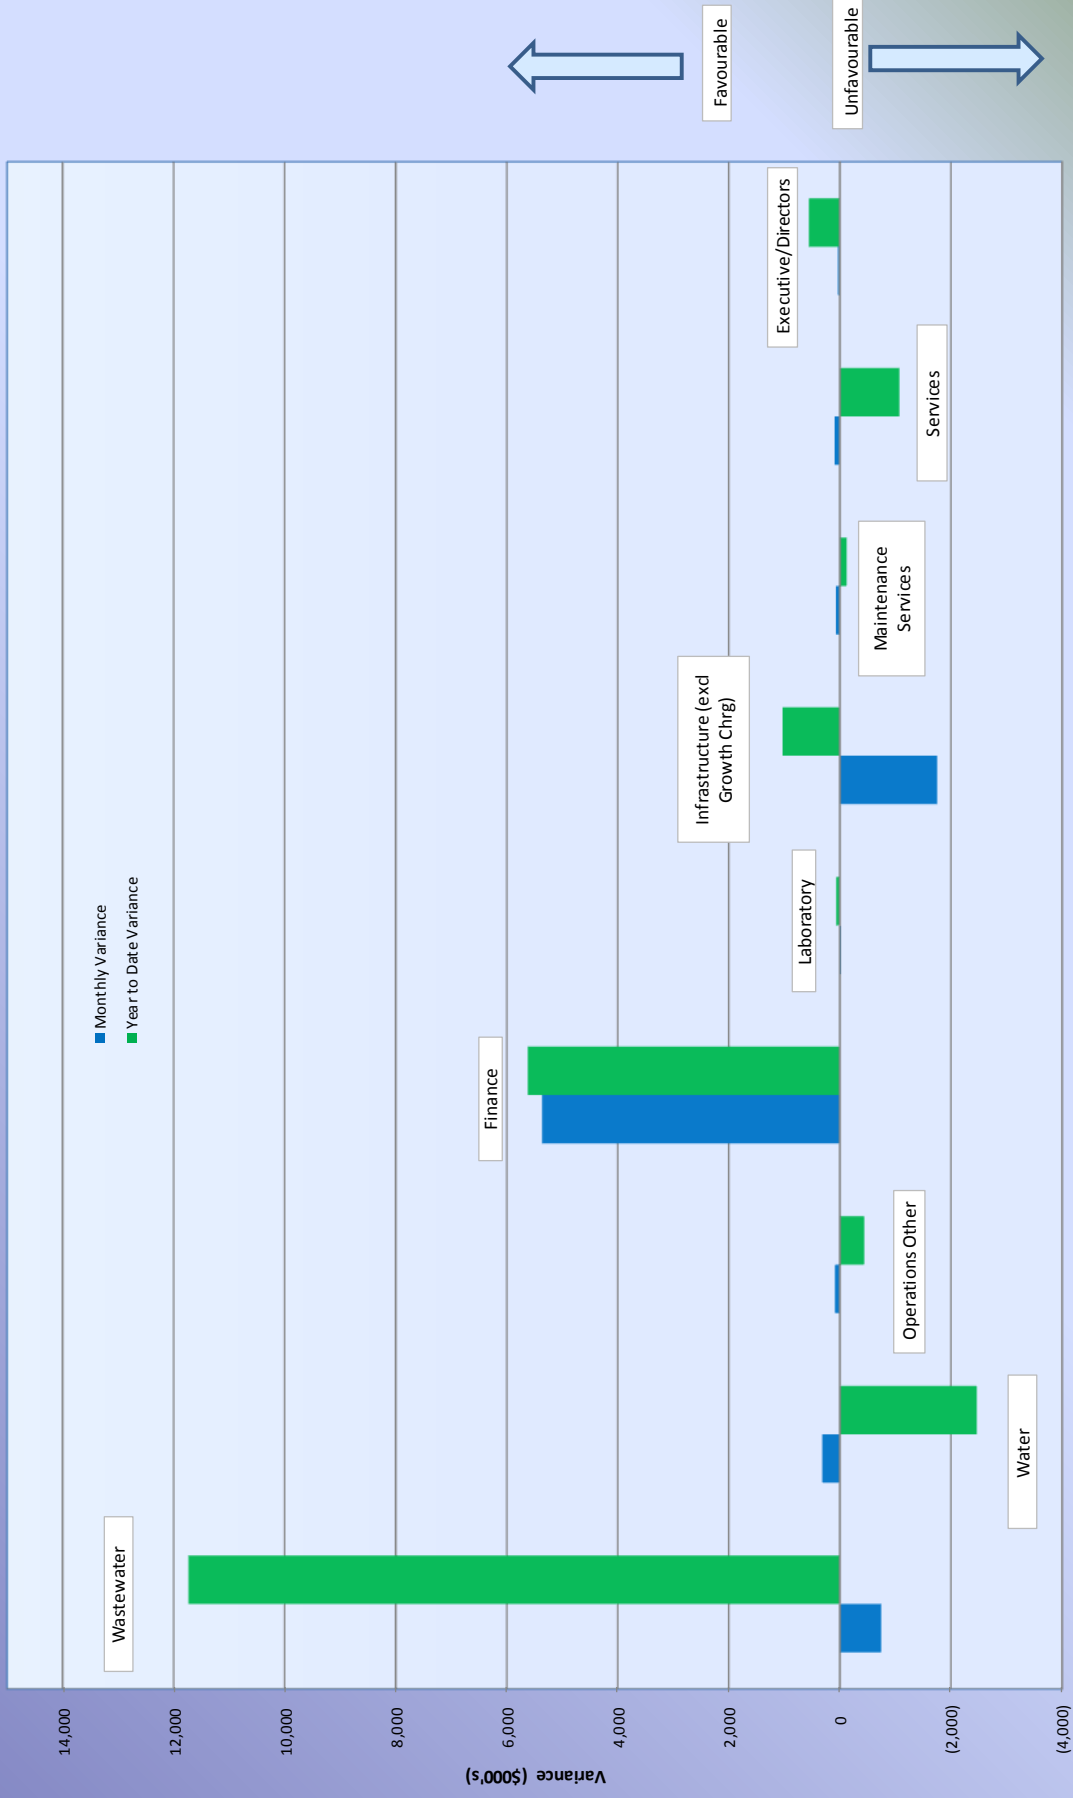 Variance ($000's)
14,000
12,000
10,000
8,000
6,000
4,000
2,000
0
(2,000)
(4,000)
Monthly Variance
Year to Date Variance
Wastewater
Water
Operations Other
Finance
Laboratory
Infrastructure (excl
Growth Chrg)
Maintenance
Services
Services
Executive/Directors
Favourable
Unfavourable